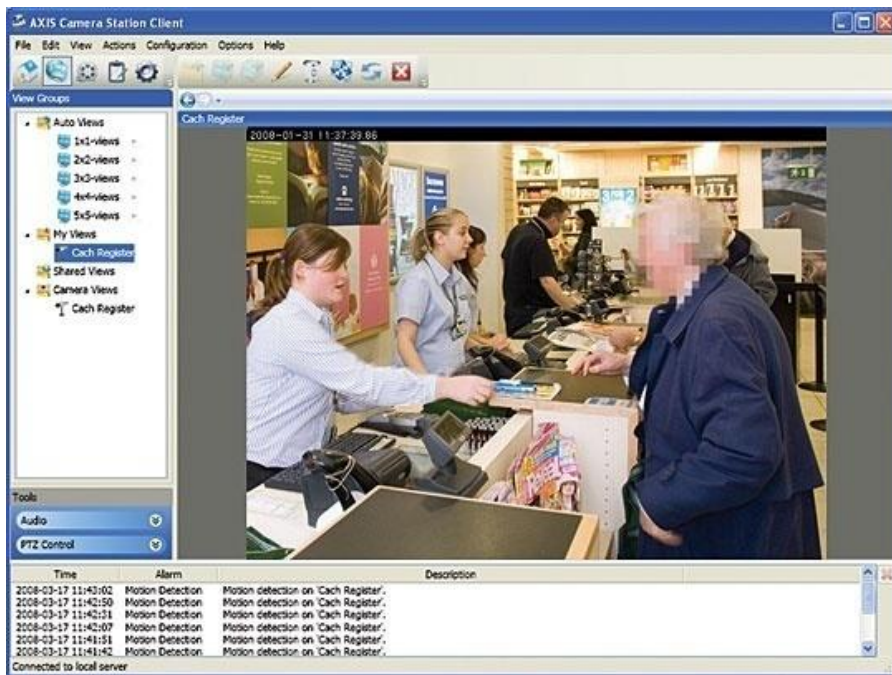 AXIS Camera Station Client
File Edit View Actions Configuration Options Help
View Groups
Auto Views
1x1-views
2x2-views
3x3-views
4x4-views
5x5-views
My Views
Cach Register
Shared Views
Camera Views
Cach Register
Tools
Audio
PTZ Control
Cach Register
2008-01-31 11:37:39.86
3 for 2
Time Alarm Description
2008-03-17 11:43:02 Motion Detection Motion detection on 'Cach Register'.
2008-03-17 11:42:50 Motion Detection Motion detection on 'Cach Register'.
2008-03-17 11:42:31 Motion Detection Motion detection on 'Cach Register'.
2008-03-17 11:42:07 Motion Detection Motion detection on 'Cach Register'.
2008-03-17 11:41:51 Motion Detection Motion detection on 'Cach Register'.
2008-03-17 11:41:42 Motion Detection Motion detection on 'Cach Register'.
Connected to local server